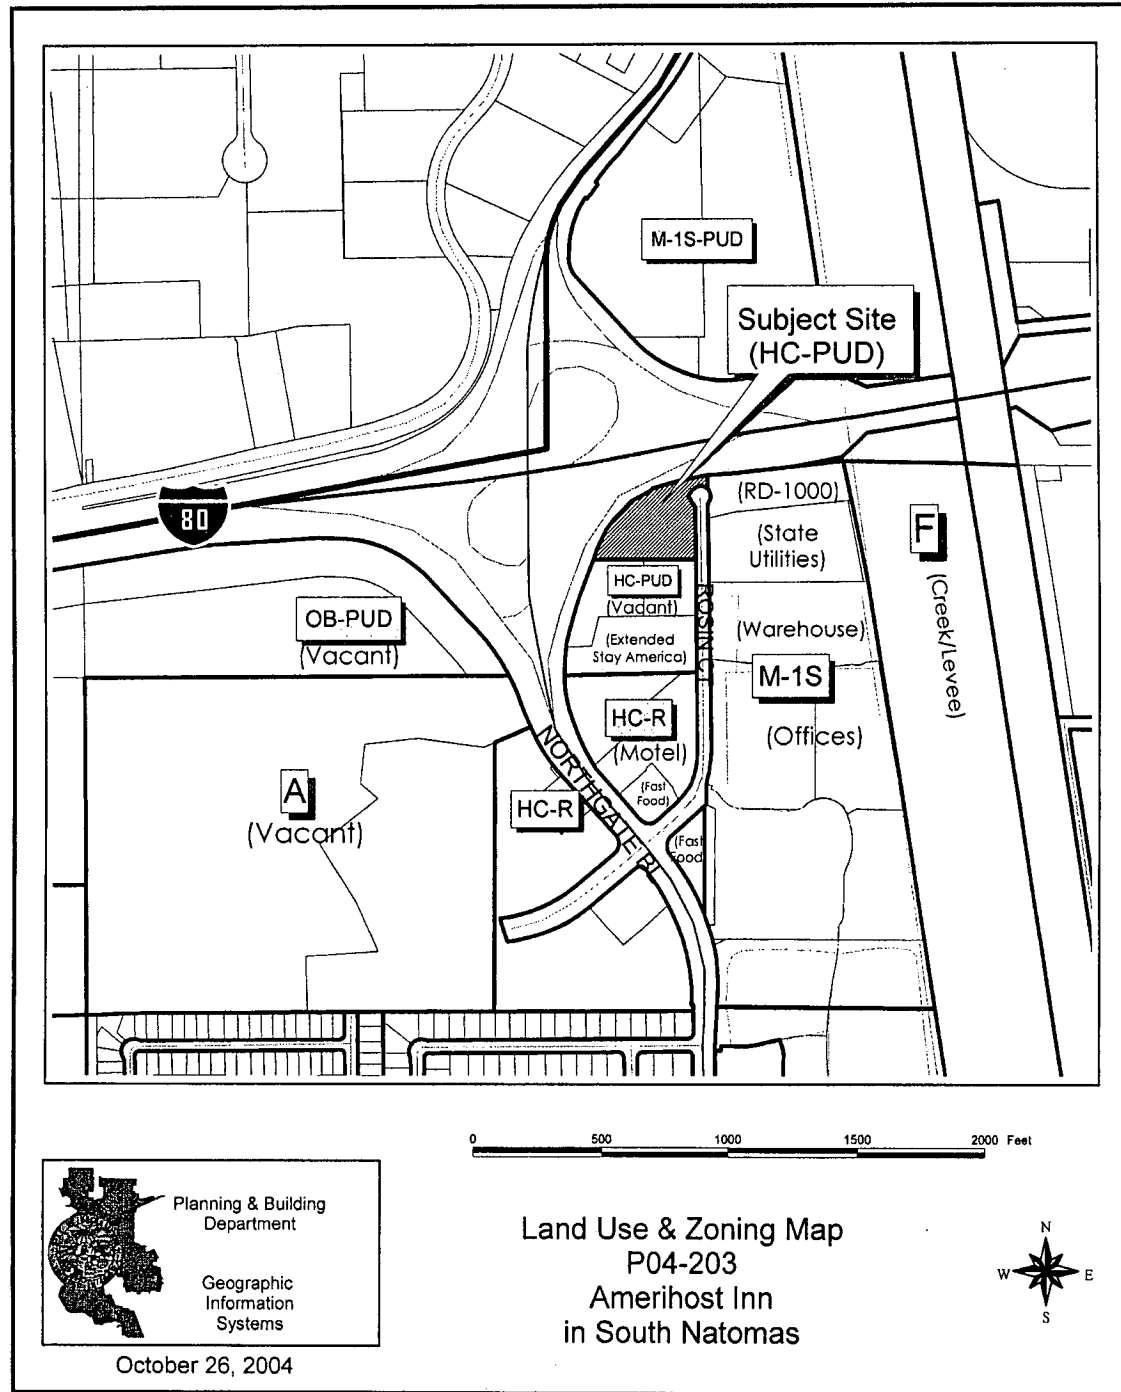 M-1S-PUD
Subject Site
(HC-PUD)
80
(RD-1000)
(State
Utilities)
F
(Creek/Levee)
HC-PUD
(Vacant)
ROSIN CT
OB-PUD
(Vacant)
(Extended
Stay America)
(Warehouse)
M-1S
HC-R
(Motel)
(Offices)
NORTHGATE BL
A
(Vacant)
HC-R
(Fast
Food)
(Fast
Food)
0 500 1000 1500 2000 Feet
Planning & Building
Department
Geographic
Information
Systems
October 26, 2004
Land Use & Zoning Map
P04-203
Amerihost Inn
in South Natomas
N
W E
S